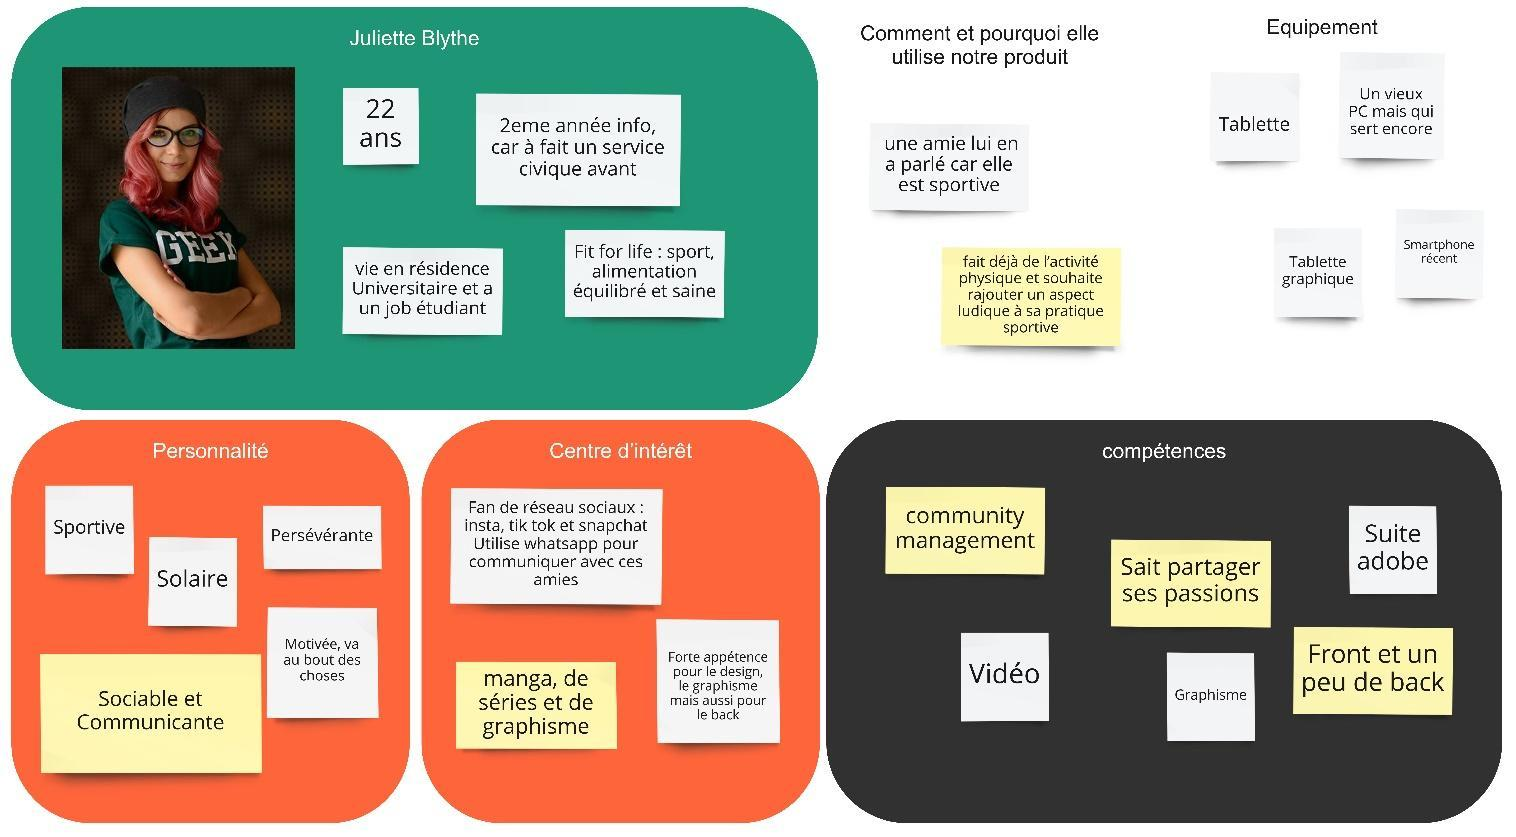 Juliette Blythe
GEEK
22
ans
2eme année info,
car à fait un service
civique avant
vie en résidence
Universitaire et a
un job étudiant
Fit for life : sport,
alimentation
équilibré et saine
Comment et pourquoi elle
utilise notre produit
une amie lui en
a parlé car elle
est sportive
fait déjà de l'activité
physique et souhaite
rajouter un aspect
ludique à sa pratique
sportive
Equipement
Tablette
Un vieux
PC mais qui
sert encore
Tablette
graphique
Smartphone
récent
Personnalité
Sportive
Solaire
Persévérante
Motivée, va
au bout des
choses
Sociable et
Communicante
Centre d'intérêt
Fan de réseau sociaux :
insta, tik tok et snapchat
Utilise whatsapp pour
communiquer avec ces
amies
manga, de
séries et de
graphisme
Forte appétence
pour le design,
le graphisme
mais aussi pour
le back
compétences
community
management
Sait partager
ses passions
Suite
adobe
Vidéo
Graphisme
Front et un
peu de back